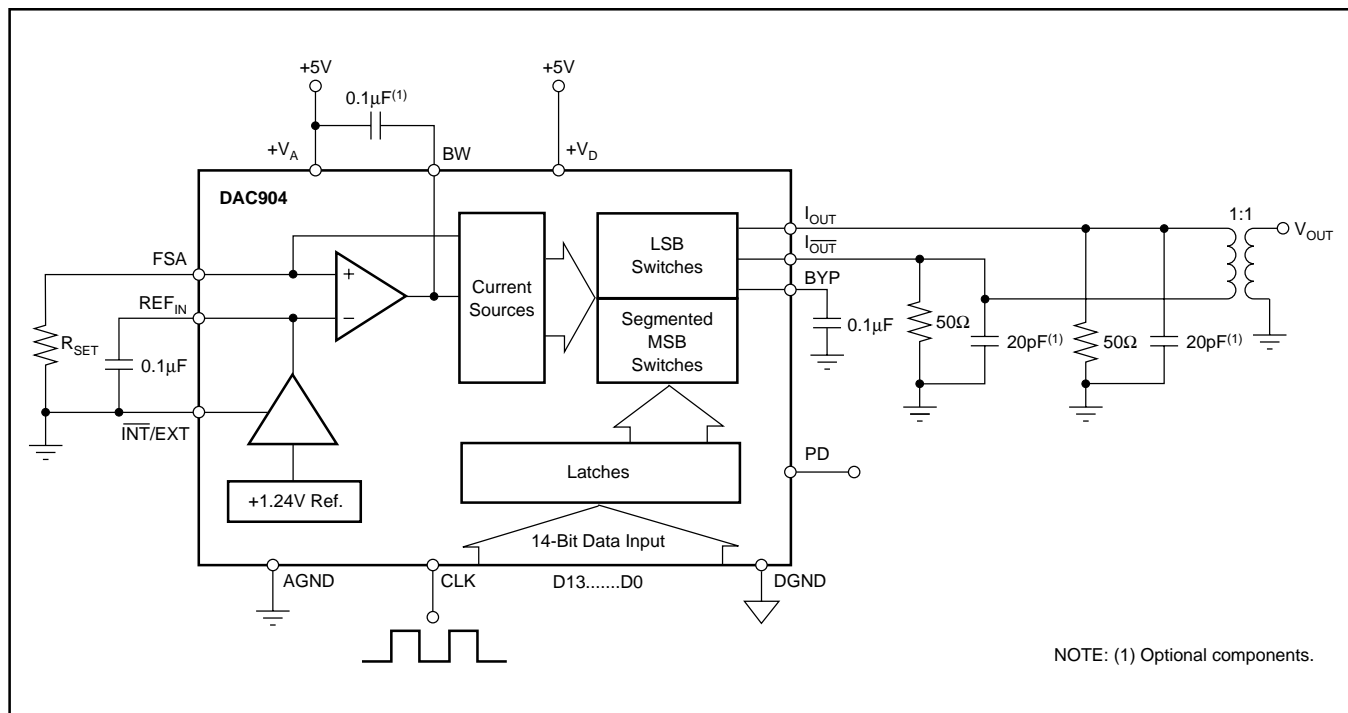 +5V
+5V
0.1µF(1)
+VA
BW
+VD
DAC904
IOUT
1:1
VOUT
FSA
+
LSB
Switches
I‾OUT‾
BYP
REFIN
–
Current
Sources
Segmented
MSB
Switches
0.1µF
50Ω
20pF(1)
50Ω
20pF(1)
RSET
0.1µF
‾INT‾/EXT
Latches
PD
+1.24V Ref.
14-Bit Data Input
AGND
CLK
D13.......D0
DGND
NOTE: (1) Optional components.